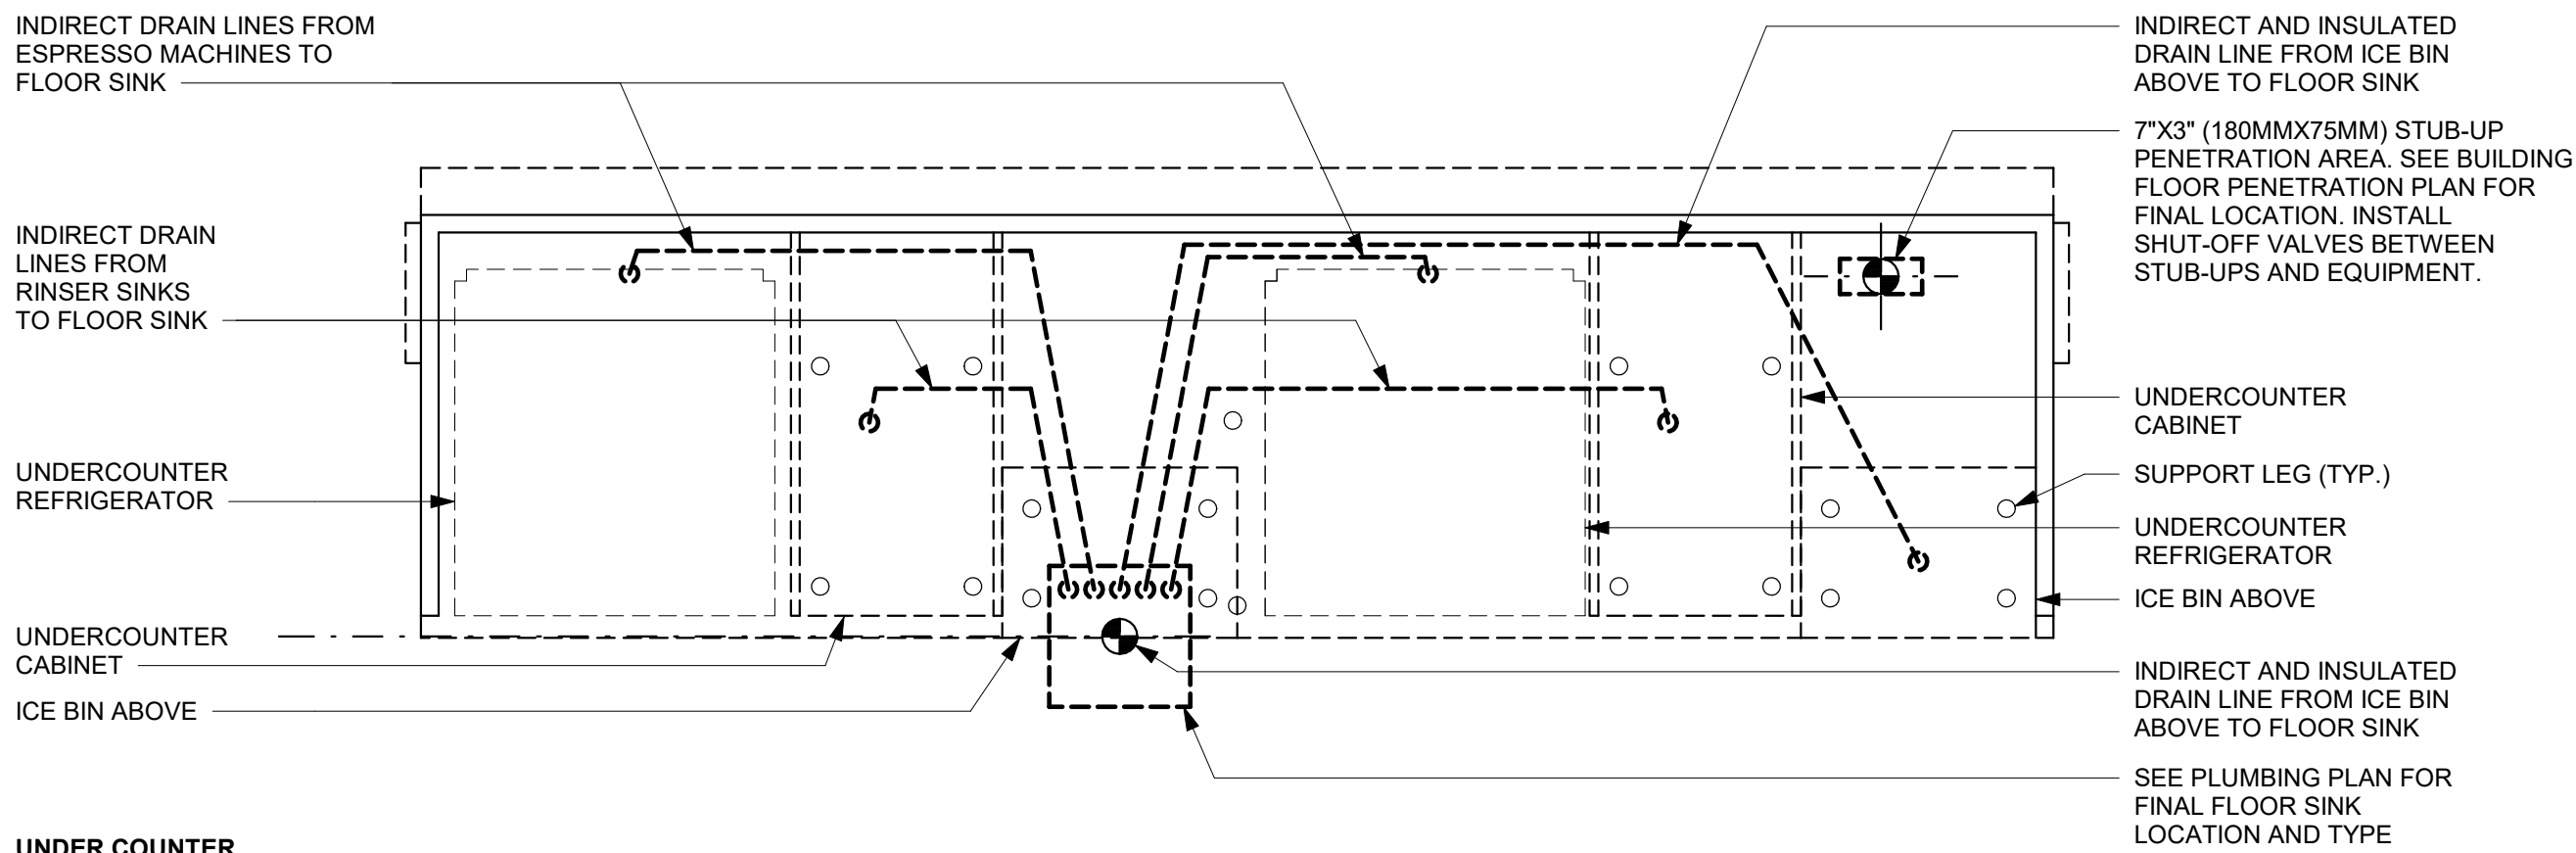 INDIRECT DRAIN LINES FROM
ESPRESSO MACHINES TO
FLOOR SINK
INDIRECT DRAIN
LINES FROM
RINSER SINKS
TO FLOOR SINK
UNDERCOUNTER
REFRIGERATOR
UNDERCOUNTER
CABINET
ICE BIN ABOVE
UNDER COUNTER
INDIRECT AND INSULATED
DRAIN LINE FROM ICE BIN
ABOVE TO FLOOR SINK
7"X3" (180MMX75MM) STUB-UP
PENETRATION AREA. SEE BUILDING
FLOOR PENETRATION PLAN FOR
FINAL LOCATION. INSTALL
SHUT-OFF VALVES BETWEEN
STUB-UPS AND EQUIPMENT.
UNDERCOUNTER
CABINET
SUPPORT LEG (TYP.)
UNDERCOUNTER
REFRIGERATOR
ICE BIN ABOVE
INDIRECT AND INSULATED
DRAIN LINE FROM ICE BIN
ABOVE TO FLOOR SINK
SEE PLUMBING PLAN FOR
FINAL FLOOR SINK
LOCATION AND TYPE